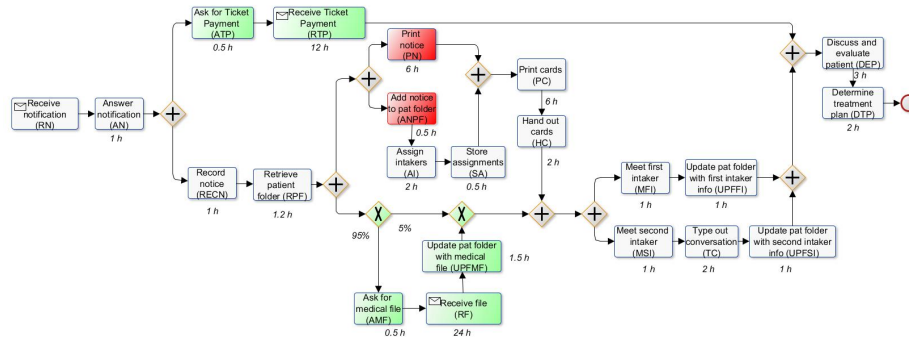 Ask for Ticket
Payment
(ATP)
0.5 h
Receive Ticket
Payment
(RTP)
12 h
Print
notice
(PN)
6 h
Add notice
to pat folder
(ANPF)
0.5 h
Assign
intakers (AI)
2 h
Store
assignments
(SA)
0.5 h
Print cards
(PC)
6 h
Hand out
cards
(HC)
2 h
Discuss and
evaluate
patient (DEP)
3 h
Determine
treatment
plan (DTP)
2 h
Receive
notification
(RN)
Answer
notification
(AN)
1 h
Record
notice
(RECN)
1 h
Retrieve
patient
folder (RPF)
1.2 h
X
95%
X
5%
Update pat folder
with medical
file (UPFMF)
1.5 h
Ask for
medical file
(AMF)
0.5 h
Receive file
(RF)
24 h
Meet first
intaker
(MFI)
1 h
Update pat folder
with first intaker
info (UPFFI)
1 h
Meet second
intaker
(MSI)
1 h
Type out
conversation
(TC)
2 h
Update pat folder
with second intaker
info (UPFSI)
1 h